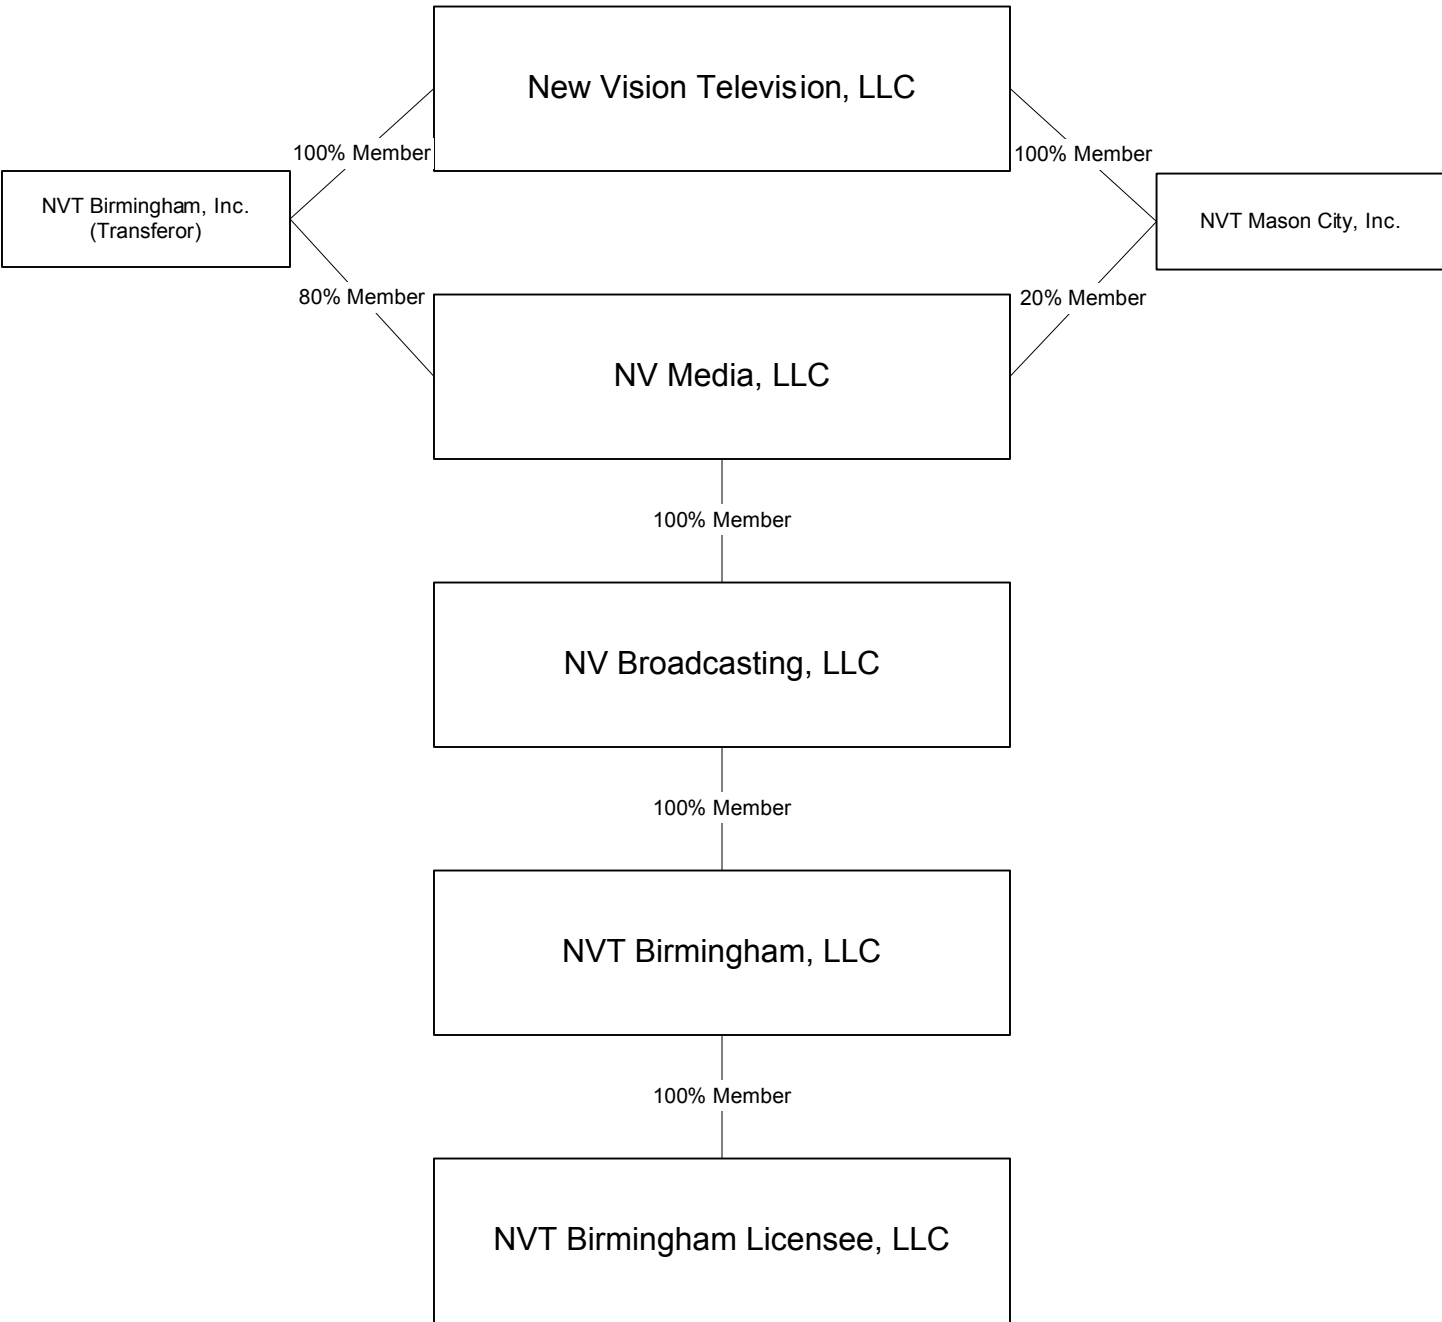 New Vision Television, LLC
100% Member
100% Member
NVT Birmingham, Inc.
(Transferor)
NVT Mason City, Inc.
80% Member
20% Member
NV Media, LLC
100% Member
NV Broadcasting, LLC
100% Member
NVT Birmingham, LLC
100% Member
NVT Birmingham Licensee, LLC